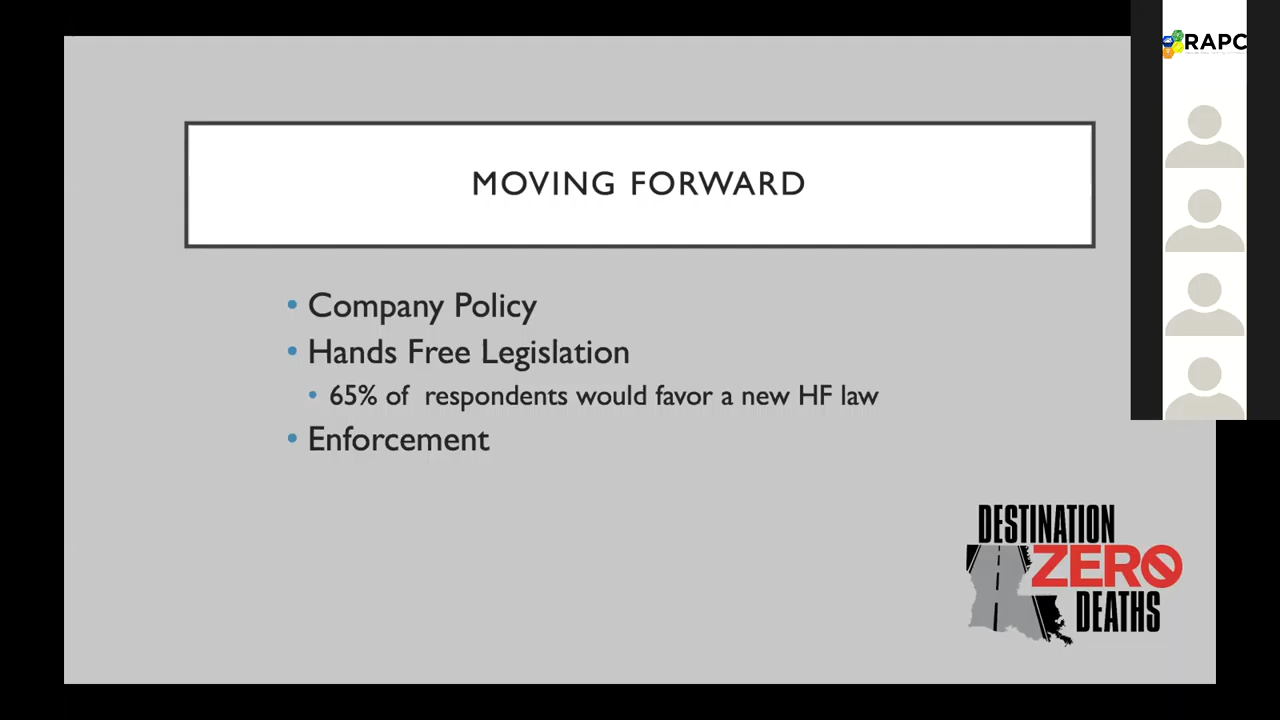 RAPC
MOVING FORWARD
• Company Policy
• Hands Free Legislation
• 65% of  respondents would favor a new HF law
• Enforcement
DESTINATION
ZERO
DEATHS